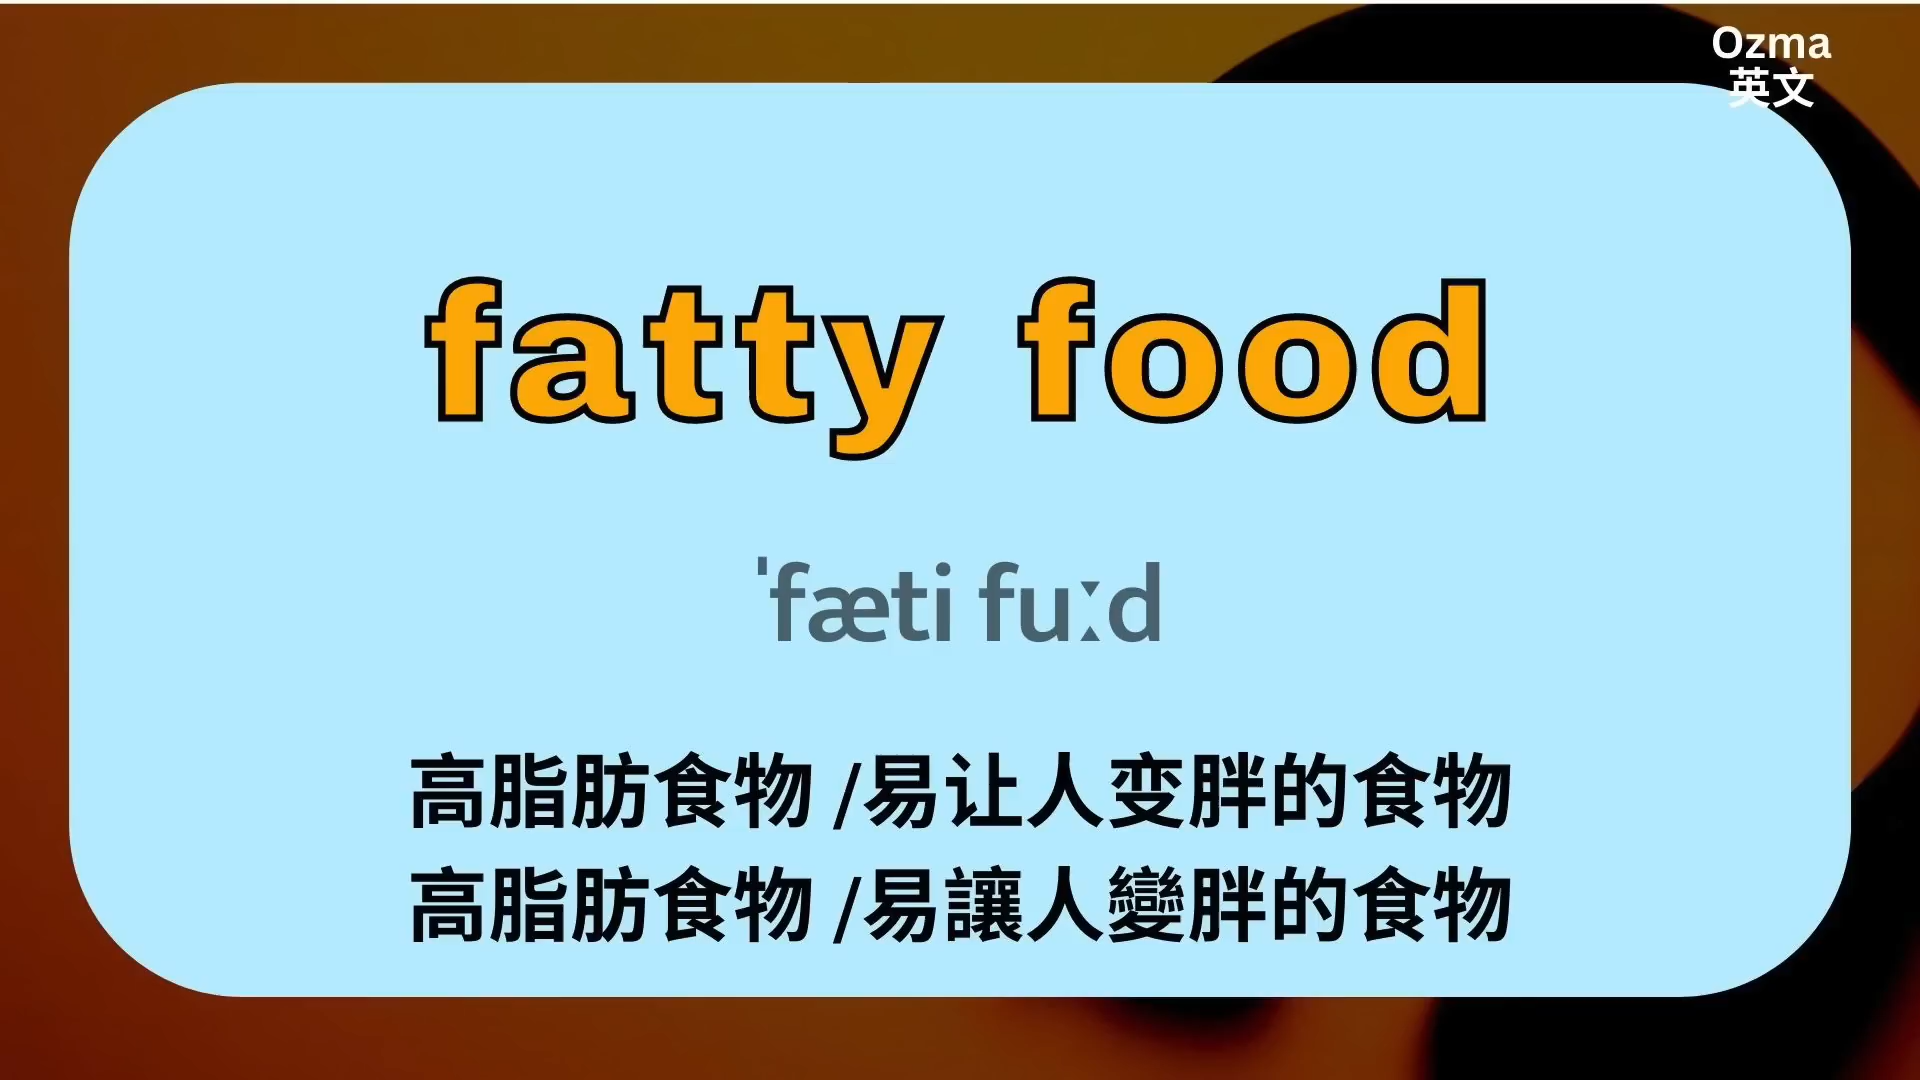 Ozma
英文
fatty food
ˈfæti fuːd
高脂肪食物 /易让人变胖的食物
高脂肪食物 /易讓人變胖的食物